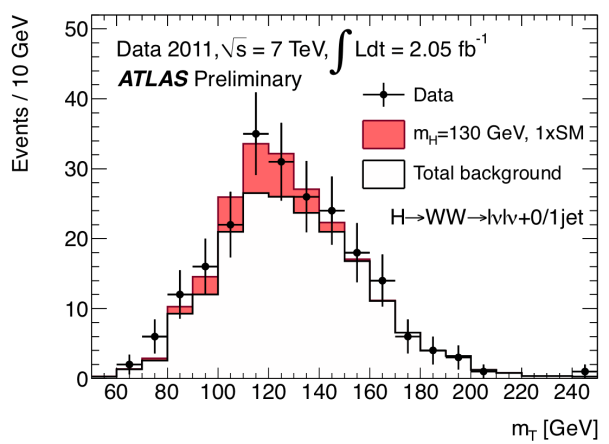 Data 2011, √s = 7 TeV, ∫ Ldt = 2.05 fb⁻¹
ATLAS Preliminary
Data
m_H=130 GeV, 1xSM
Total background
H→WW→lνlν+0/1jet
Events / 10 GeV
50
40
30
20
10
0
60 80 100 120 140 160 180 200 220 240
m_T [GeV]